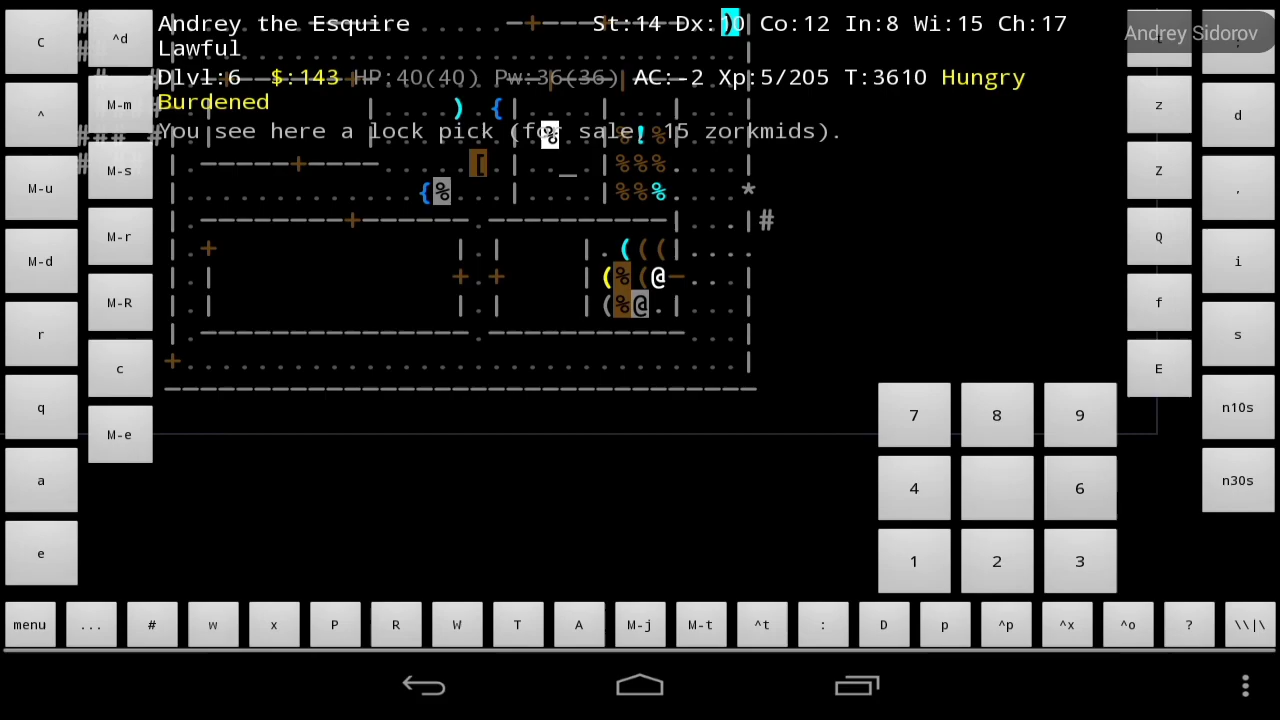 Andrey the Esquire St:14 Dx:10 Co:12 In:8 Wi:15 Ch:17
Lawful
Dlvl:6 $:143 HP:40(40) Pw:36(36) AC:-2 Xp:5/205 T:3610 Hungry
Burdened
You see here a lock pick (for sale, 15 zorkmids).
Andrey Sidorov
c
^
M-u
M-d
r
q
a
e
^d
M-m
M-s
M-r
M-R
c
M-e
z
Z
Q
f
E
d
,
i
s
n10s
n30s
7 8 9
4 6
1 2 3
menu ... # w x P R W T A M-j M-t ^t : D p ^p ^x ^o ? \\|\